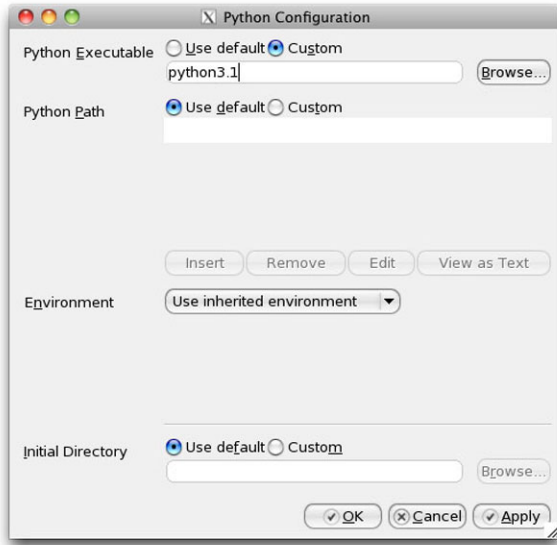 Python Configuration
Python Executable
Use default Custom
python3.1
Browse...
Python Path
Use default Custom
Insert Remove Edit View as Text
Environment
Use inherited environment
Initial Directory
Use default Custom
Browse...
OK Cancel Apply